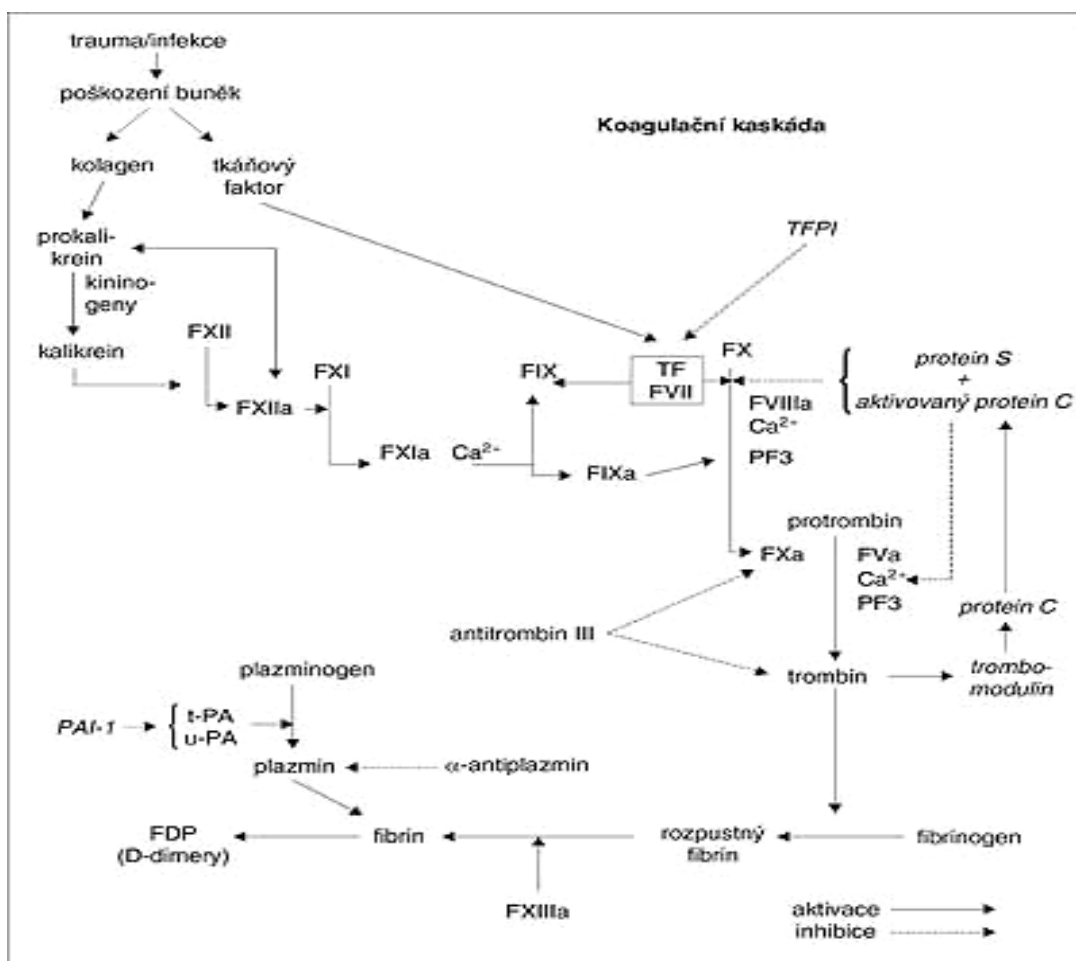 trauma/infekce
poškození buněk
Koagulační kaskáda
kolagen
tkáňový
faktor
TFPI
prokali-
krein
kinino-
geny
kalikrein
FXII
FXIIa
FXI
FXIa
Ca²⁺
FIX
FIXa
TF
FVII
FX
FVIIIa
Ca²⁺
PF3
protein S
+
aktivovaný protein C
protrombin
FXa
FVa
Ca²⁺
PF3
protein C
antitrombin III
trombin
trombo-
modulin
plazminogen
PAI-1
t-PA
u-PA
plazmin
α-antiplazmin
FDP
(D-dimery)
fibrin
rozpustný
fibrin
fibrinogen
FXIIIa
aktivace
inhibice